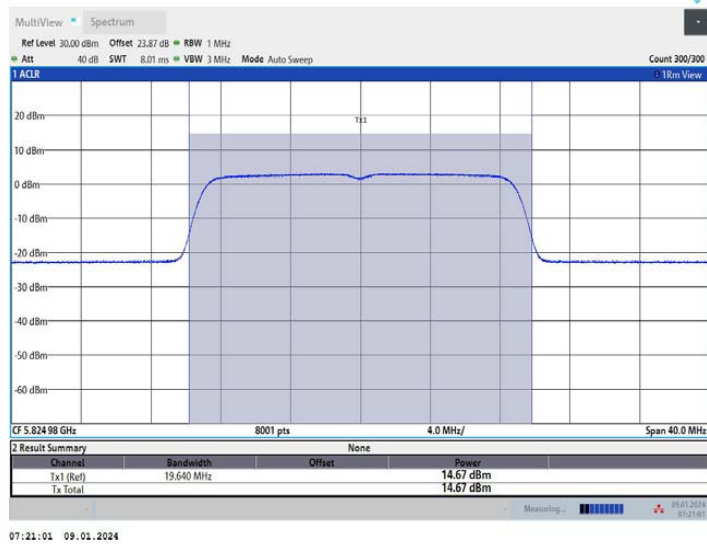 MultiView Spectrum
Ref Level 30.00 dBm Offset 23.87 dB RBW 1 MHz
Att 40 dB SWT 8.01 ms VBW 3 MHz Mode Auto Sweep Count 300/300
1 ACLR 1Rm View
Tx1
20 dBm
10 dBm
0 dBm
-10 dBm
-20 dBm
-30 dBm
-40 dBm
-50 dBm
-60 dBm
CF 5.824 98 GHz 8001 pts 4.0 MHz/ Span 40.0 MHz
2 Result Summary None
Channel Bandwidth Offset Power
Tx1 (Ref) 19.640 MHz 14.67 dBm
Tx Total 14.67 dBm
Measuring... 09.01.2024
07:21:01
07:21:01 09.01.2024